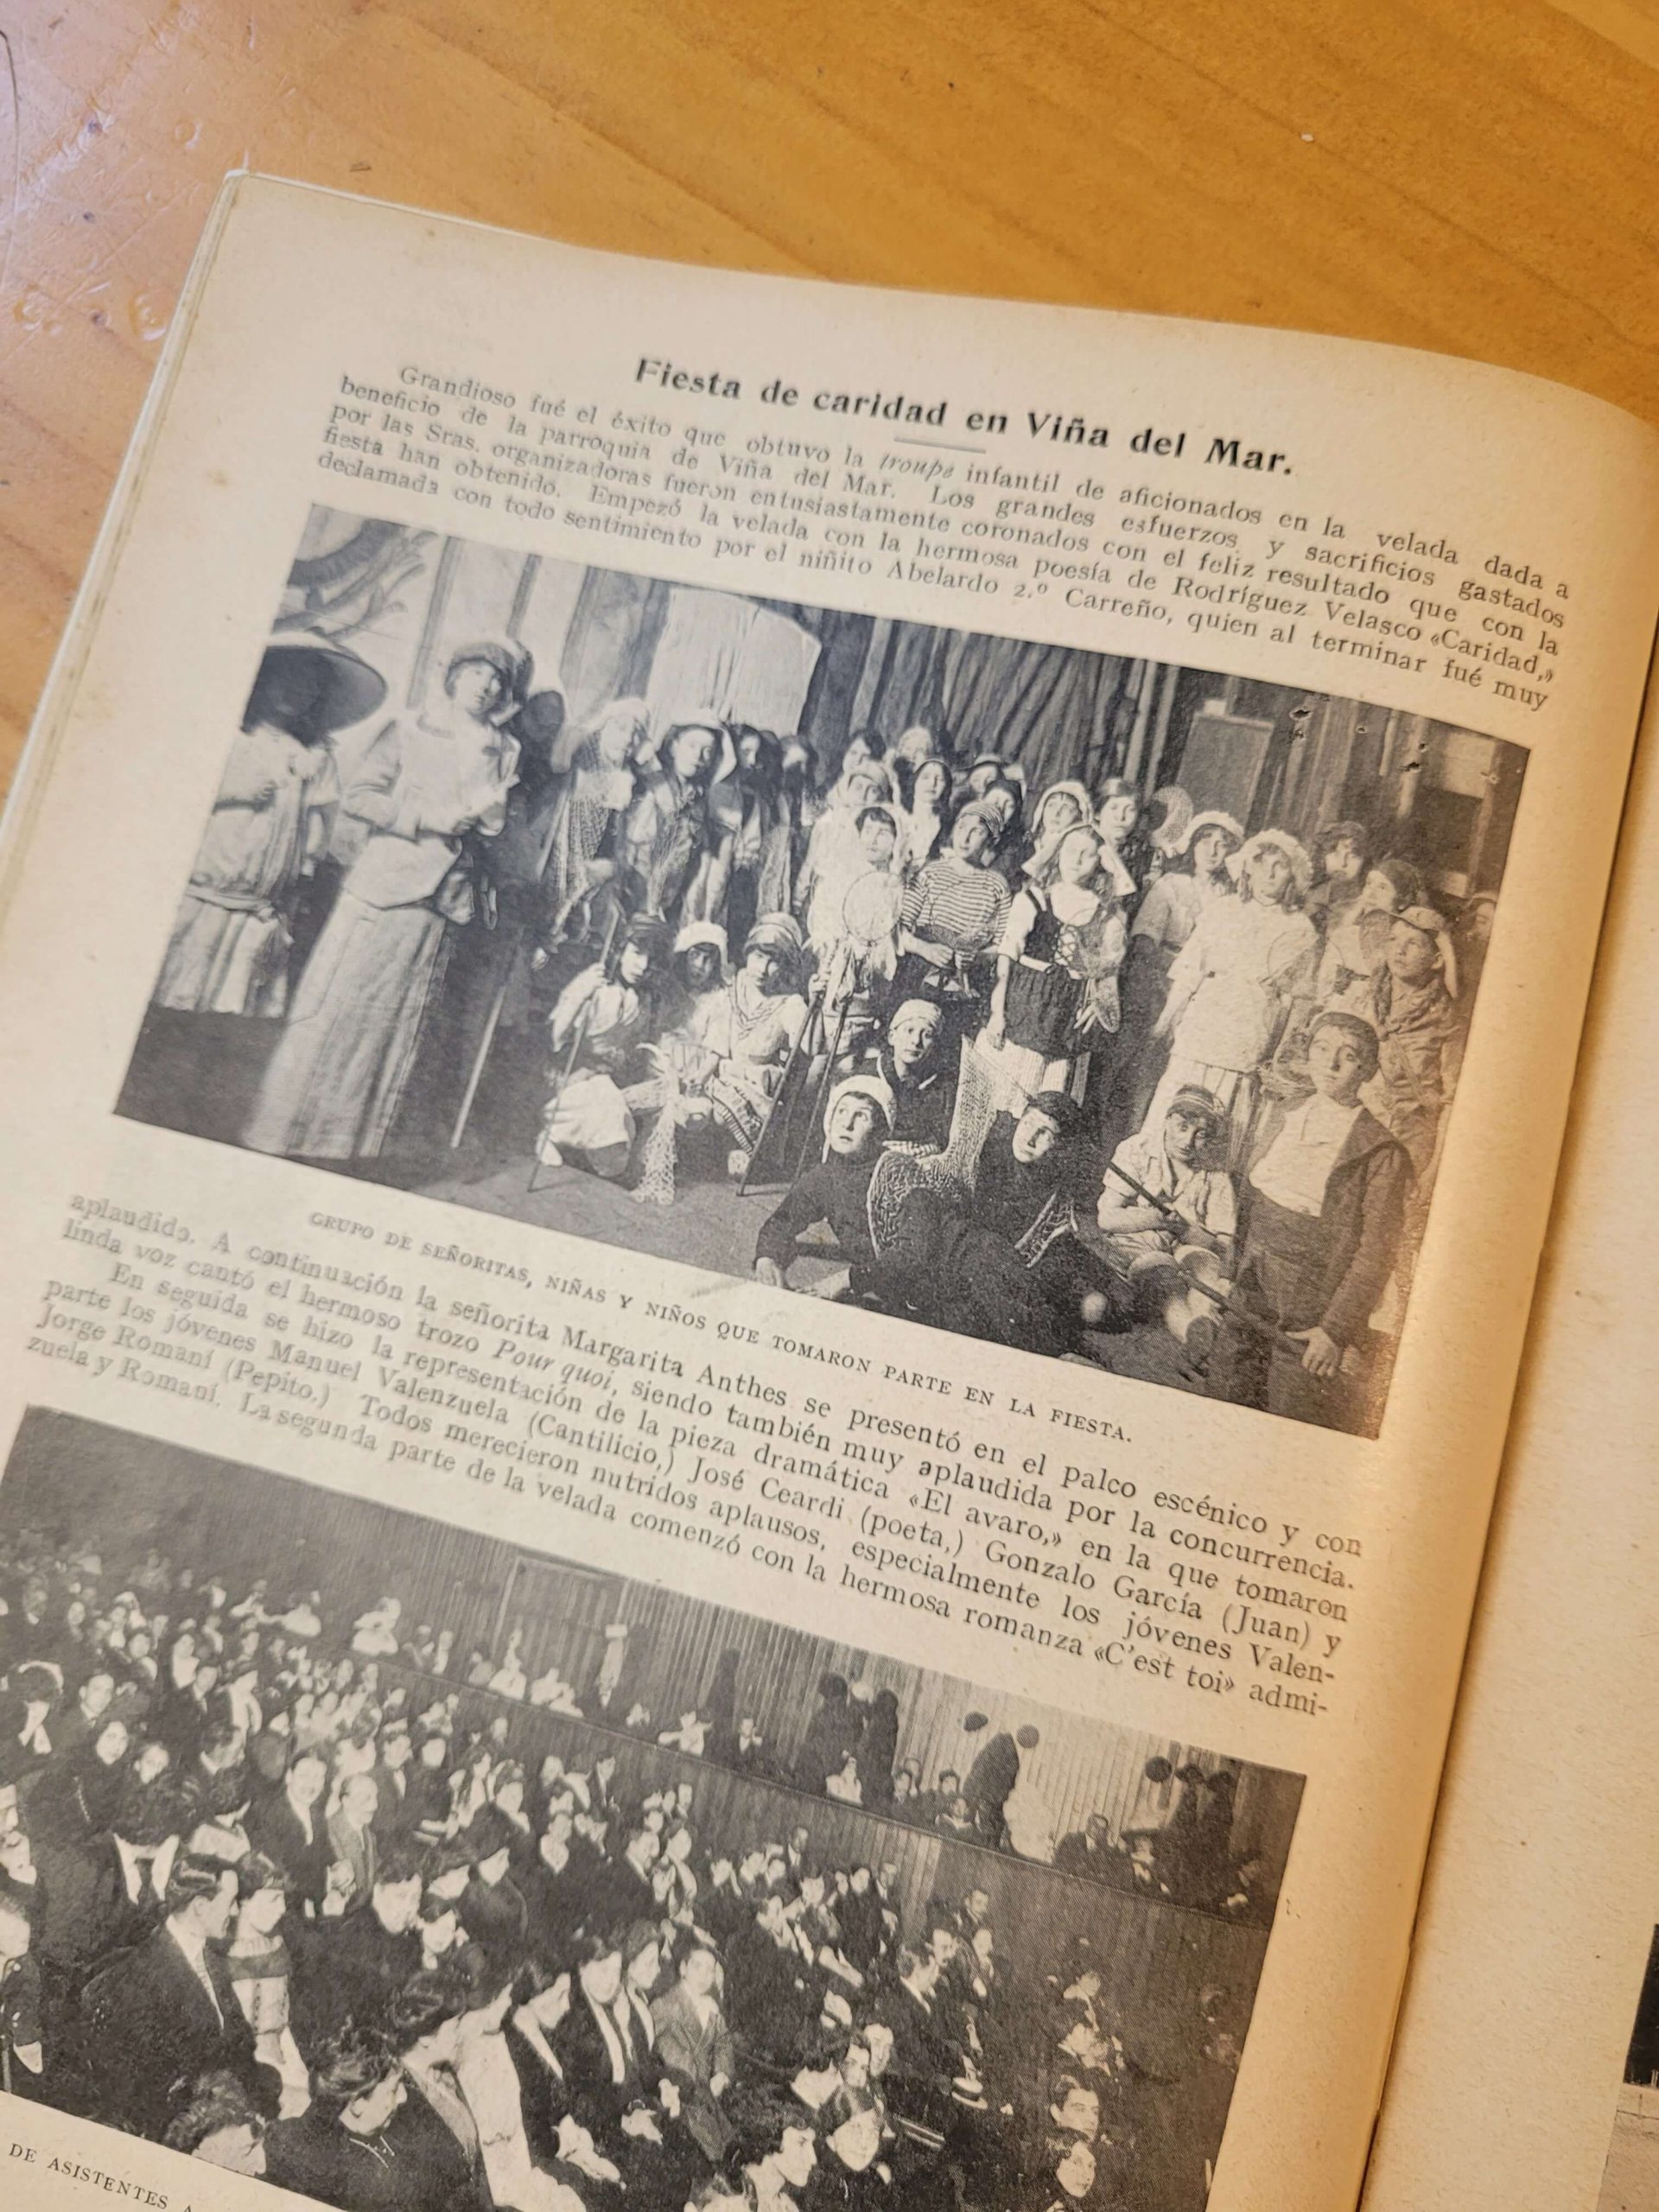 Fiesta de caridad en Viña del Mar.
Grandioso fué el éxito que obtuvo la troupe infantil de aficionados en la velada dada a
beneficio de la parroquia de Viña del Mar. Los grandes esfuerzos y sacrificios gastados
por las Sras. organizadoras fueron entusiastamente coronados con el feliz resultado que con la
fiesta han obtenido. Empezó la velada con la hermosa poesía de Rodríguez Velasco «Caridad,»
declamada con todo sentimiento por el niñito Abelardo 2.º Carreño, quien al terminar fué muy
GRUPO DE SEÑORITAS, NIÑAS Y NIÑOS QUE TOMARON PARTE EN LA FIESTA.
aplaudido. A continuación la señorita Margarita Anthes se presentó en el palco escénico y con
linda voz cantó el hermoso trozo Pour quoi, siendo también muy aplaudida por la concurrencia.
En seguida se hizo la representación de la pieza dramática «El avaro,» en la que tomaron
parte los jóvenes Manuel Valenzuela (Cantilicio,) José Ceardi (poeta,) Gonzalo García (Juan) y
Jorge Romaní (Pepito.) Todos merecieron nutridos aplausos, especialmente los jóvenes Valen-
zuela y Romaní. La segunda parte de la velada comenzó con la hermosa romanza «C'est toi» admi-
DE ASISTENTES A